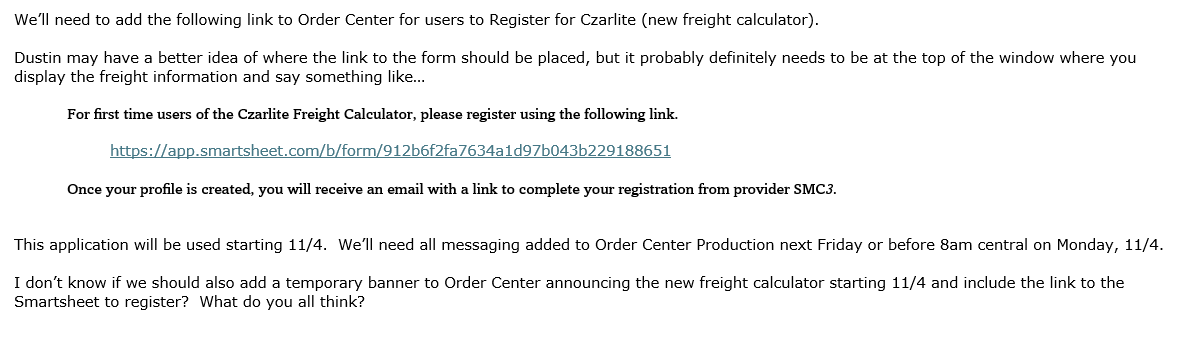 We’ll need to add the following link to Order Center for users to Register for Czarlite (new freight calculator).
Dustin may have a better idea of where the link to the form should be placed, but it probably definitely needs to be at the top of the window where you
display the freight information and say something like...
For first time users of the Czarlite Freight Calculator, please register using the following link.
https://app.smartsheet.com/b/form/912b6f2fa7634a1d97b043b229188651
Once your profile is created, you will receive an email with a link to complete your registration from provider SMC3.
This application will be used starting 11/4.  We’ll need all messaging added to Order Center Production next Friday or before 8am central on Monday, 11/4.
I don’t know if we should also add a temporary banner to Order Center announcing the new freight calculator starting 11/4 and include the link to the
Smartsheet to register?  What do you all think?